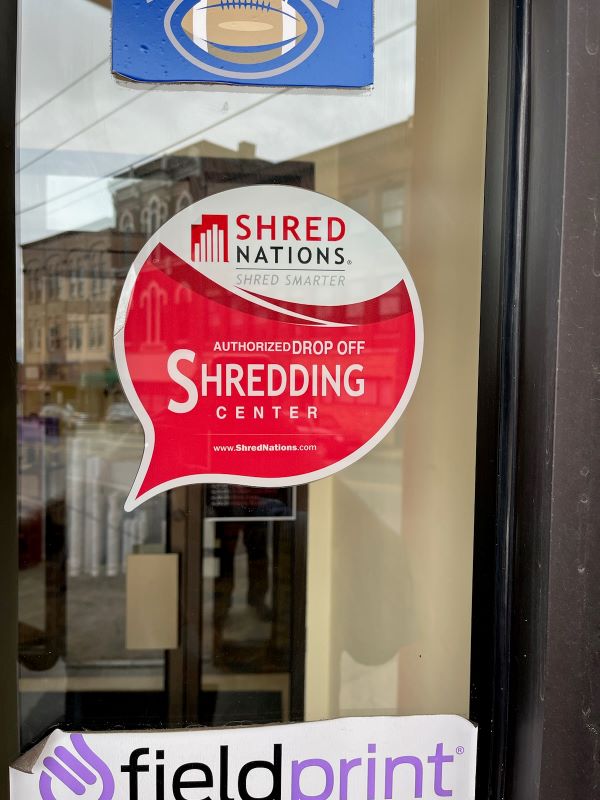 SHRED
NATIONS®
SHRED SMARTER
AUTHORIZED DROP OFF
SHREDDING
CENTER
www.ShredNations.com
fieldprint®